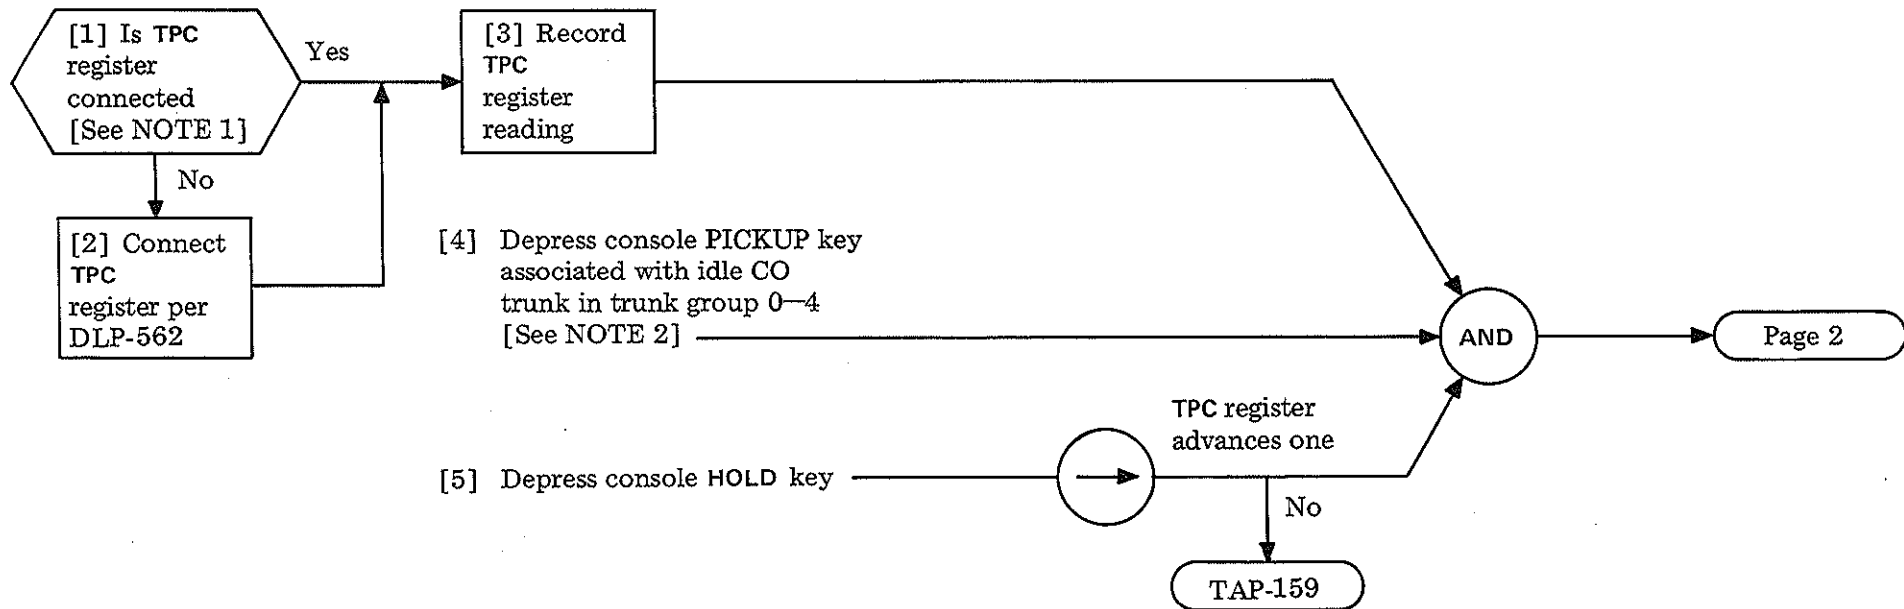 [1] Is TPC
register
connected
[See NOTE 1]
Yes
No
[2] Connect
TPC
register per
DLP-562
[3] Record
TPC
register
reading
[4] Depress console PICKUP key
associated with idle CO
trunk in trunk group 0—4
[See NOTE 2]
AND
Page 2
[5] Depress console HOLD key
TPC register
advances one
No
TAP-159